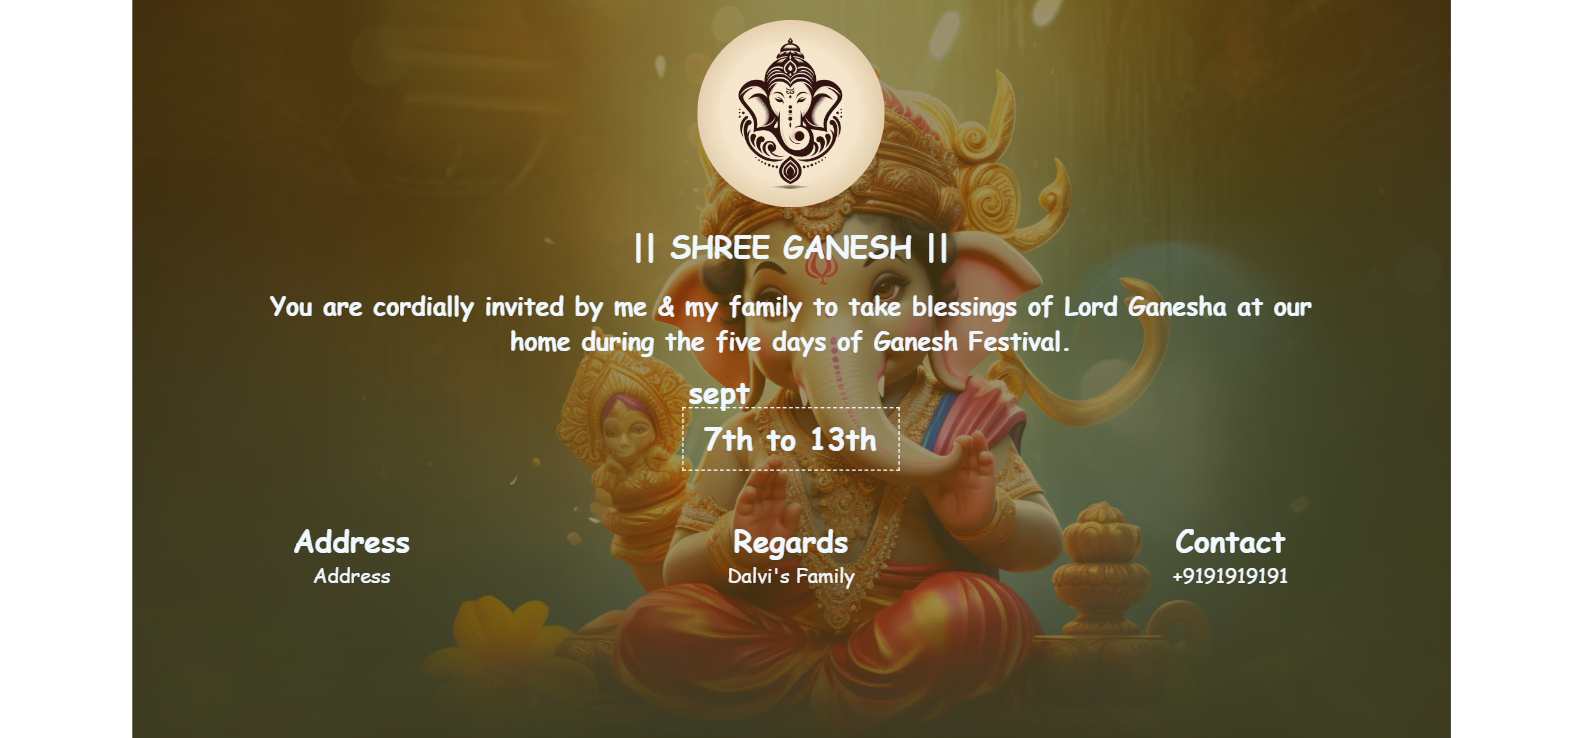 || SHREE GANESH ||
You are cordially invited by me & my family to take blessings of Lord Ganesha at our
home during the five days of Ganesh Festival.
sept
7th to 13th
Address
Address
Regards
Dalvi's Family
Contact
+9191919191